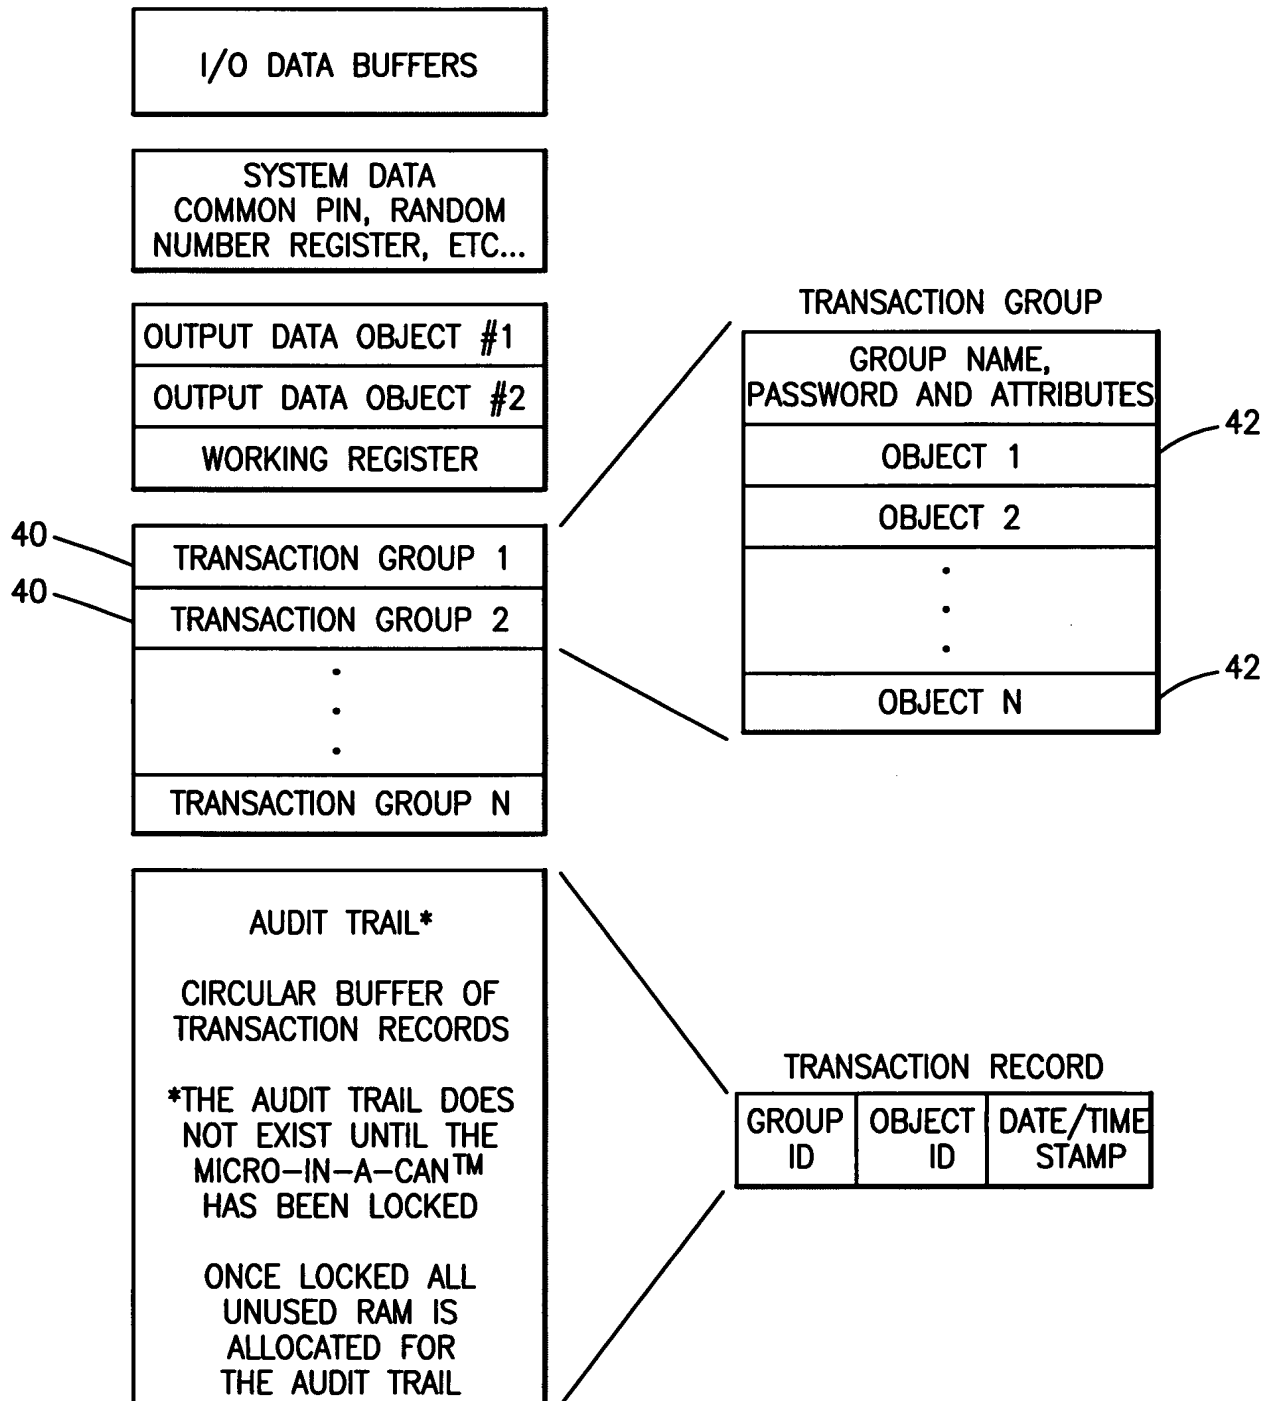 I/O DATA BUFFERS
SYSTEM DATA
COMMON PIN, RANDOM
NUMBER REGISTER, ETC...
OUTPUT DATA OBJECT #1
OUTPUT DATA OBJECT #2
WORKING REGISTER
40
TRANSACTION GROUP 1
40
TRANSACTION GROUP 2
TRANSACTION GROUP N
TRANSACTION GROUP
GROUP NAME,
PASSWORD AND ATTRIBUTES
42
OBJECT 1
OBJECT 2
42
OBJECT N
AUDIT TRAIL*
CIRCULAR BUFFER OF
TRANSACTION RECORDS
*THE AUDIT TRAIL DOES
NOT EXIST UNTIL THE
MICRO-IN-A-CAN™
HAS BEEN LOCKED
ONCE LOCKED ALL
UNUSED RAM IS
ALLOCATED FOR
THE AUDIT TRAIL
TRANSACTION RECORD
GROUP ID
OBJECT ID
DATE/TIME STAMP